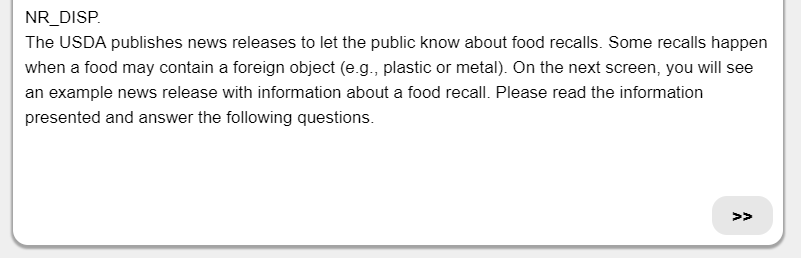 NR_DISP.
The USDA publishes news releases to let the public know about food recalls. Some recalls happen
when a food may contain a foreign object (e.g., plastic or metal). On the next screen, you will see
an example news release with information about a food recall. Please read the information
presented and answer the following questions.
>>